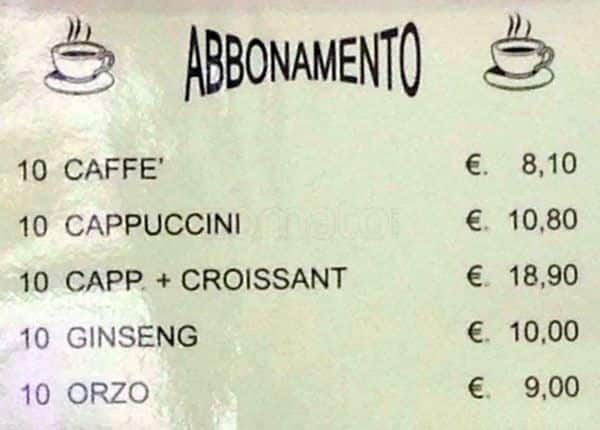 ABBONAMENTO
10 CAFFE' €. 8,10
10 CAPPUCCINI €. 10,80
10 CAPP. + CROISSANT €. 18,90
10 GINSENG €. 10,00
10 ORZO €. 9,00